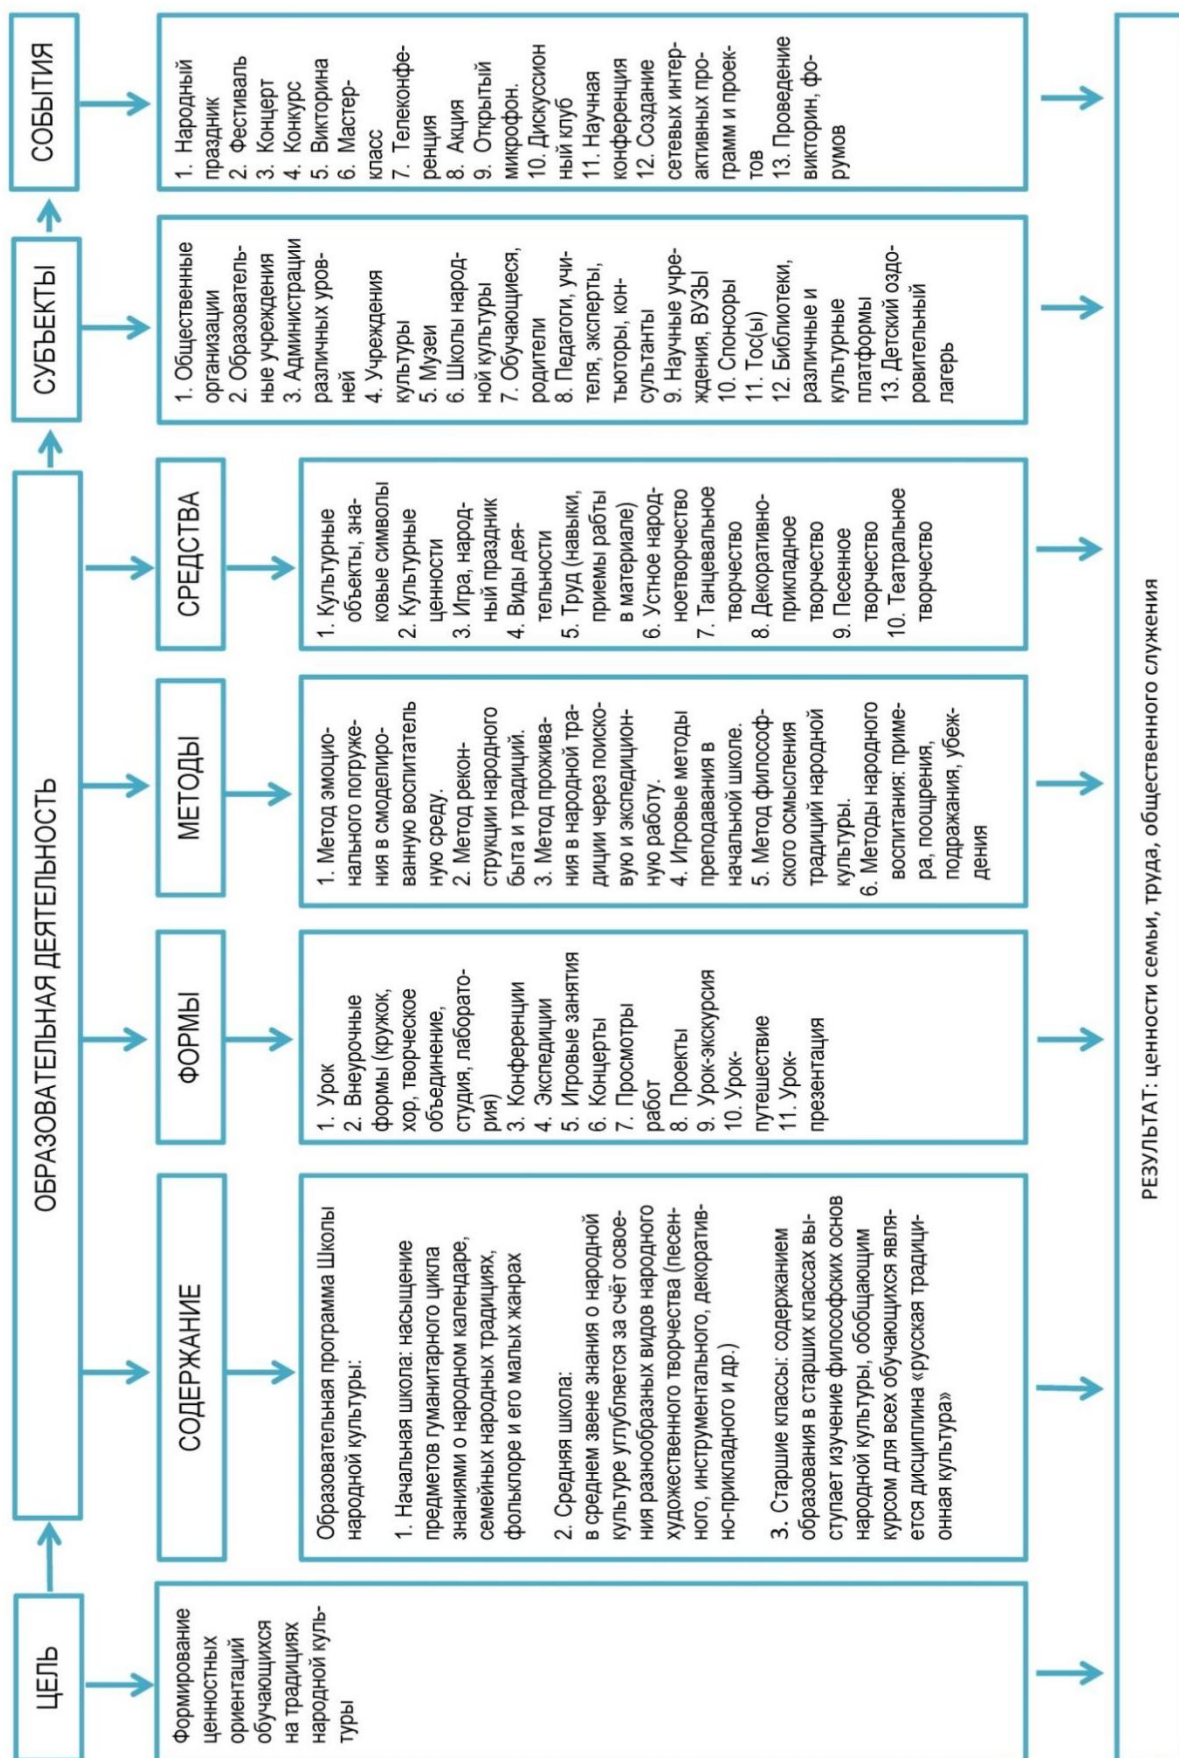 ЦЕЛЬ
Формирование
ценностных
ориентаций
обучающихся
на традициях
народной куль-
туры
ОБРАЗОВАТЕЛЬНАЯ ДЕЯТЕЛЬНОСТЬ
СОДЕРЖАНИЕ
Образовательная программа Школы
народной культуры:
1. Начальная школа: насыщение
предметов гуманитарного цикла
знаниями о народном календаре,
семейных народных традициях,
фольклоре и его малых жанрах
2. Средняя школа:
в среднем звене знания о народной
культуре углубляется за счёт освое-
ния разнообразных видов народного
художественного творчества (песен-
ного, инструментального, декоратив-
но-прикладного и др.)
3. Старшие классы: содержанием
образования в старших классах вы-
ступает изучение философских основ
народной культуры, обобщающим
курсом для всех обучающихся явля-
ется дисциплина «русская традици-
онная культура»
ФОРМЫ
1. Урок
2. Внеурочные
формы (кружок,
хор, творческое
объединение,
студия, лаборато-
рия)
3. Конференции
4. Экспедиции
5. Игровые занятия
6. Концерты
7. Просмотры
работ
8. Проекты
9. Урок-экскурсия
10. Урок-
путешествие
11. Урок-
презентация
МЕТОДЫ
1. Метод эмоцио-
нального погруже-
ния в смоделиро-
ванную воспитатель
ную среду.
2. Метод рекон-
струкции народного
быта и традиций.
3. Метод прожива-
ния в народной тра-
диции через поиско-
вую и экспедицион-
ную работу.
4. Игровые методы
преподавания в
начальной школе.
5. Метод философ-
ского осмысления
традиций народной
культуры.
6. Методы народного
воспитания: приме-
ра, поощрения,
подражания, убеж-
дения
СРЕДСТВА
1. Культурные
объекты, зна-
ковые символы
2. Культурные
ценности
3. Игра, народ-
ный праздник
4. Виды дея-
тельности
5. Труд (навыки,
приемы рабты
в материале)
6. Устное народ-
ноетворчество
7. Танцевальное
творчество
8. Декоративно-
прикладное
творчество
9. Песенное
творчество
10. Театральное
творчество
СУБЪЕКТЫ
1. Общественные
организации
2. Образователь-
ные учреждения
3. Администрации
различных уров-
ней
4. Учреждения
культуры
5. Музеи
6. Школы народ-
ной культуры
7. Обучающиеся,
родители
8. Педагоги, учи-
теля, эксперты,
тьюторы, кон-
сультанты
9. Научные учре-
ждения, ВУЗЫ
10. Спонсоры
11. Тос(ы)
12. Библиотеки,
различные и
культурные
платформы
13. Детский оздо-
ровительный
лагерь
СОБЫТИЯ
1. Народный
праздник
2. Фестиваль
3. Концерт
4. Конкурс
5. Викторина
6. Мастер-
класс
7. Телеконфе-
ренция
8. Акция
9. Открытый
микрофон.
10. Дискуссион
ный клуб
11. Научная
конференция
12. Создание
сетевых интер-
активных про-
грамм и проек-
тов
13. Проведение
викторин, фо-
румов
РЕЗУЛЬТАТ: ценности семьи, труда, общественного служения